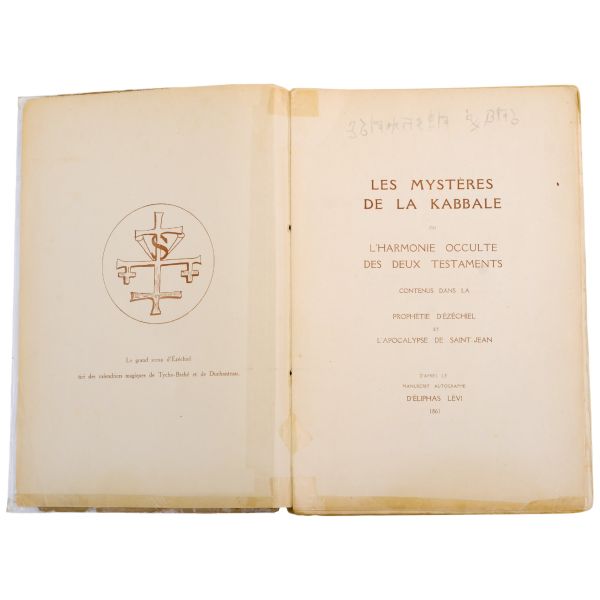 Le grand sceau d'Ézéchiel
tiré des calendriers magiques de Tycho-Brahé et de Duchanteau.
LES MYSTÈRES
DE LA KABBALE
OU
L'HARMONIE OCCULTE
DES DEUX TESTAMENTS
CONTENUS DANS LA
PROPHÉTIE D'ÉZÉCHIEL
ET
L'APOCALYPSE DE SAINT JEAN
D'APRÈS LE
MANUSCRIT AUTOGRAPHE
D'ÉLIPHAS LÉVI
1861